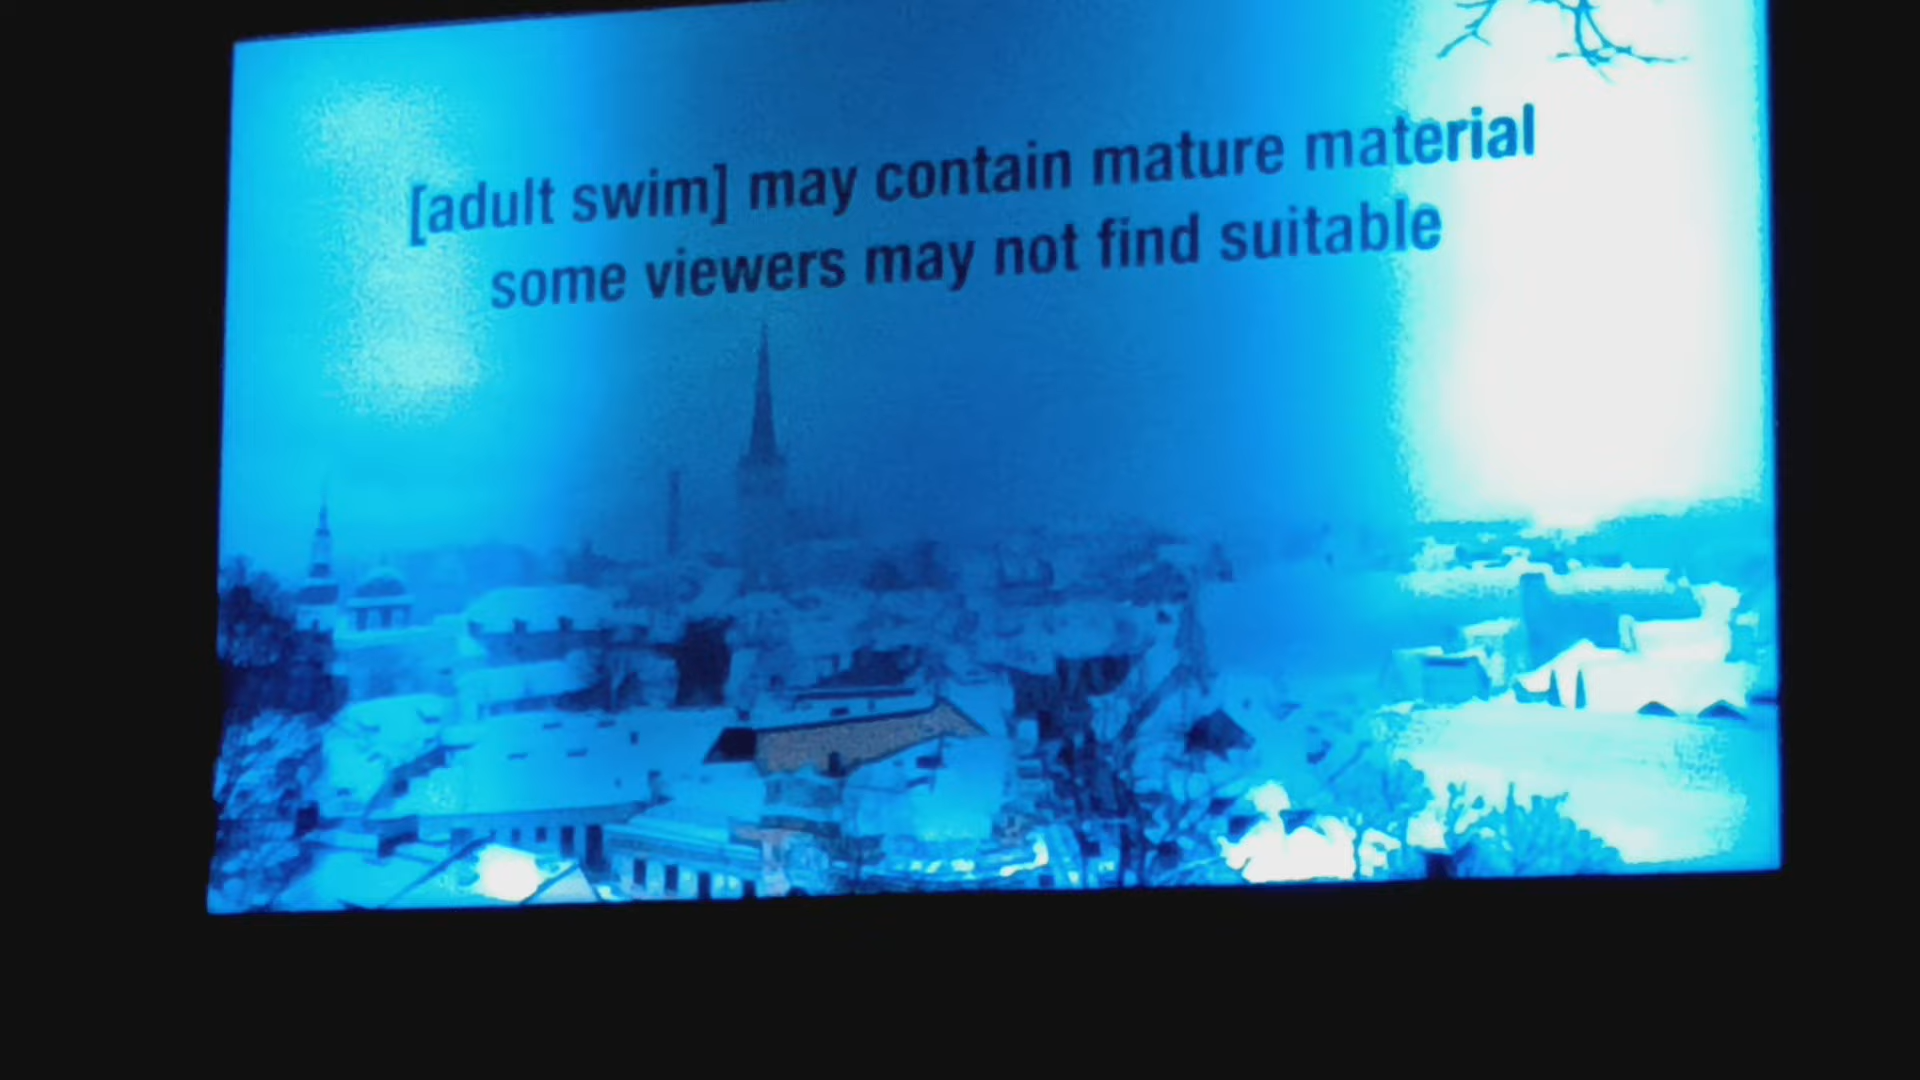 [adult swim] may contain mature material
some viewers may not find suitable